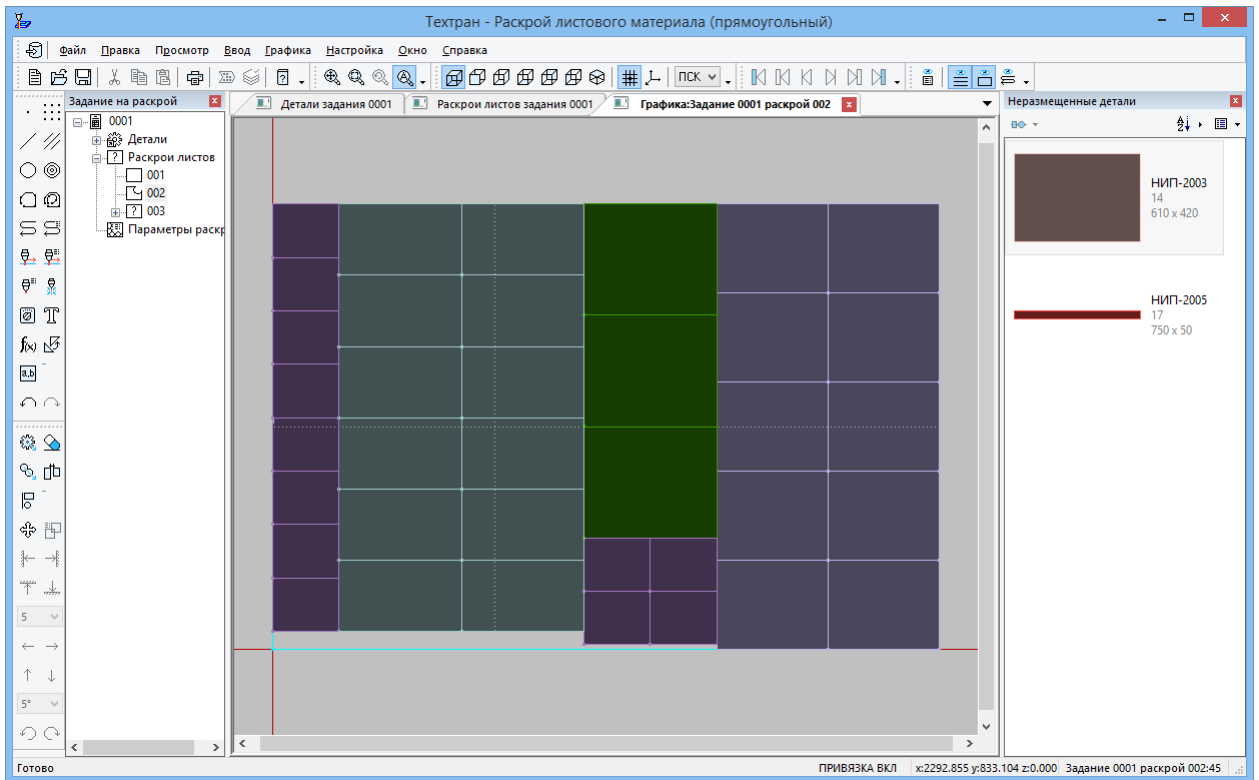 Техтран - Раскрой листового материала (прямоугольный)
Файл Правка Просмотр Ввод Графика Настройка Окно Справка
ПСК
Задание на раскрой
Детали задания 0001
Раскрои листов задания 0001
Графика:Задание 0001 раскрой 002
Неразмещенные детали
0001
Детали
Раскрои листов
001
002
003
Параметры раскр
НИП-2003
14
610 x 420
НИП-2005
17
750 x 50
f(x)
a,b
5
5°
Готово
ПРИВЯЗКА ВКЛ
x:2292.855 y:833.104 z:0.000
Задание 0001 раскрой 002:45